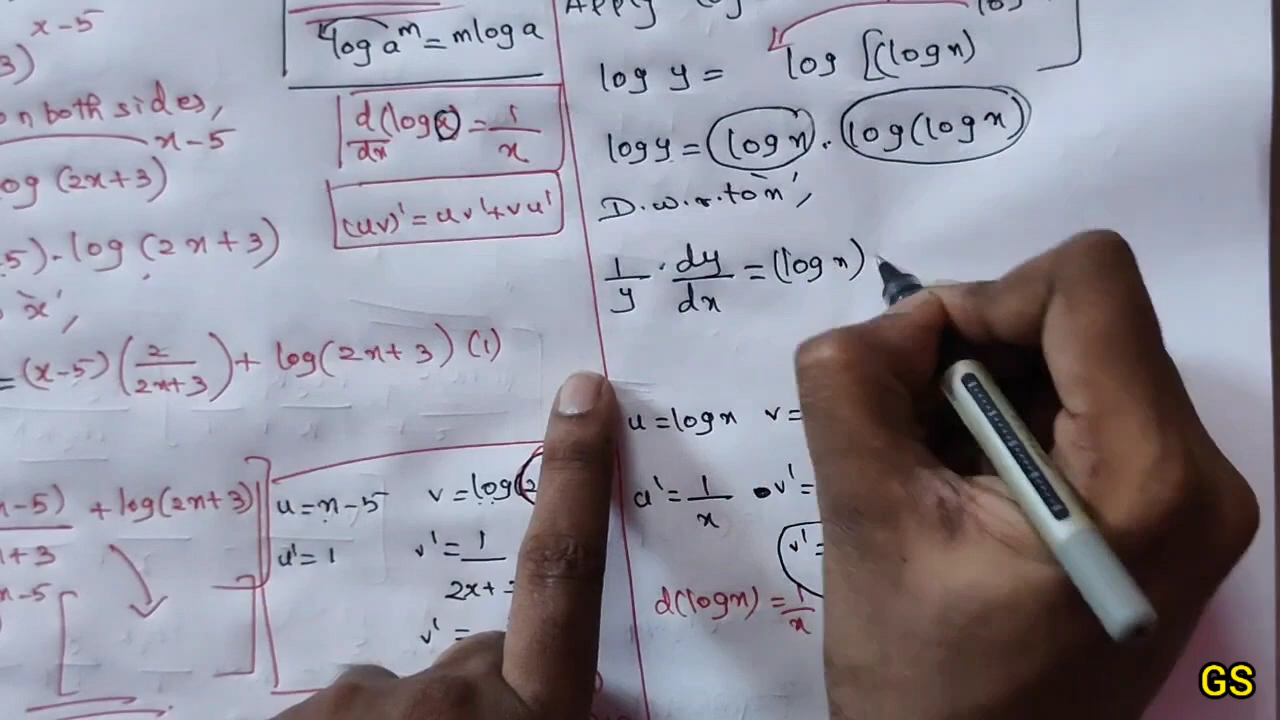 x-5
3)
on both sides,
x-5
og (2x+3)
5).log (2x+3)
'x',
= (x-5) (2/2x+3) + log(2x+3) (1)
x-5) + log(2x+3)
x+3
x-5
log a^m = m log a
d/dx (log x) = 1/x
(uv)' = uv'+vu'
u = x-5 v = log(2
u' = 1 v' = 1
2x+
v' =
Apply
log y = log [(log x)
log y = (log x) . log(log x)
D.w.r.to 'x',
1/y . dy/dx = (log x)
u = log x v =
u' = 1/x v' =
v' =
d(log x) = 1/x
GS